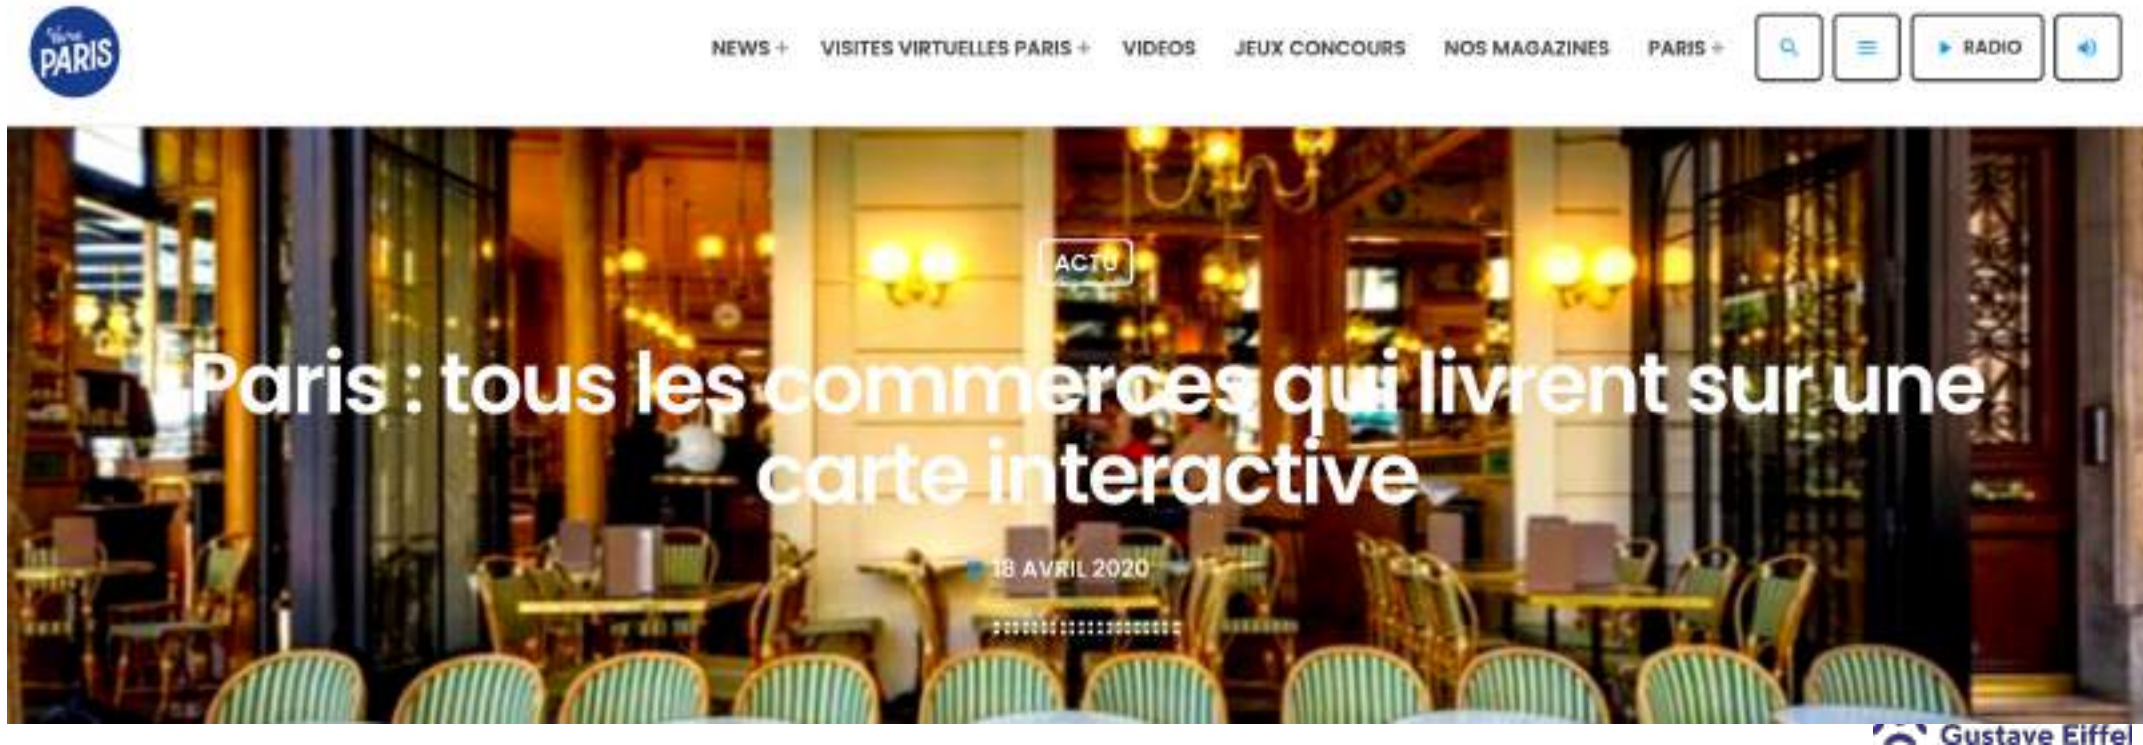 Vivre
PARIS
NEWS + VISITES VIRTUELLES PARIS + VIDEOS JEUX CONCOURS NOS MAGAZINES PARIS + RADIO
ACTU
Paris : tous les commerces qui livrent sur une
carte interactive
18 AVRIL 2020
Gustave Eiffel